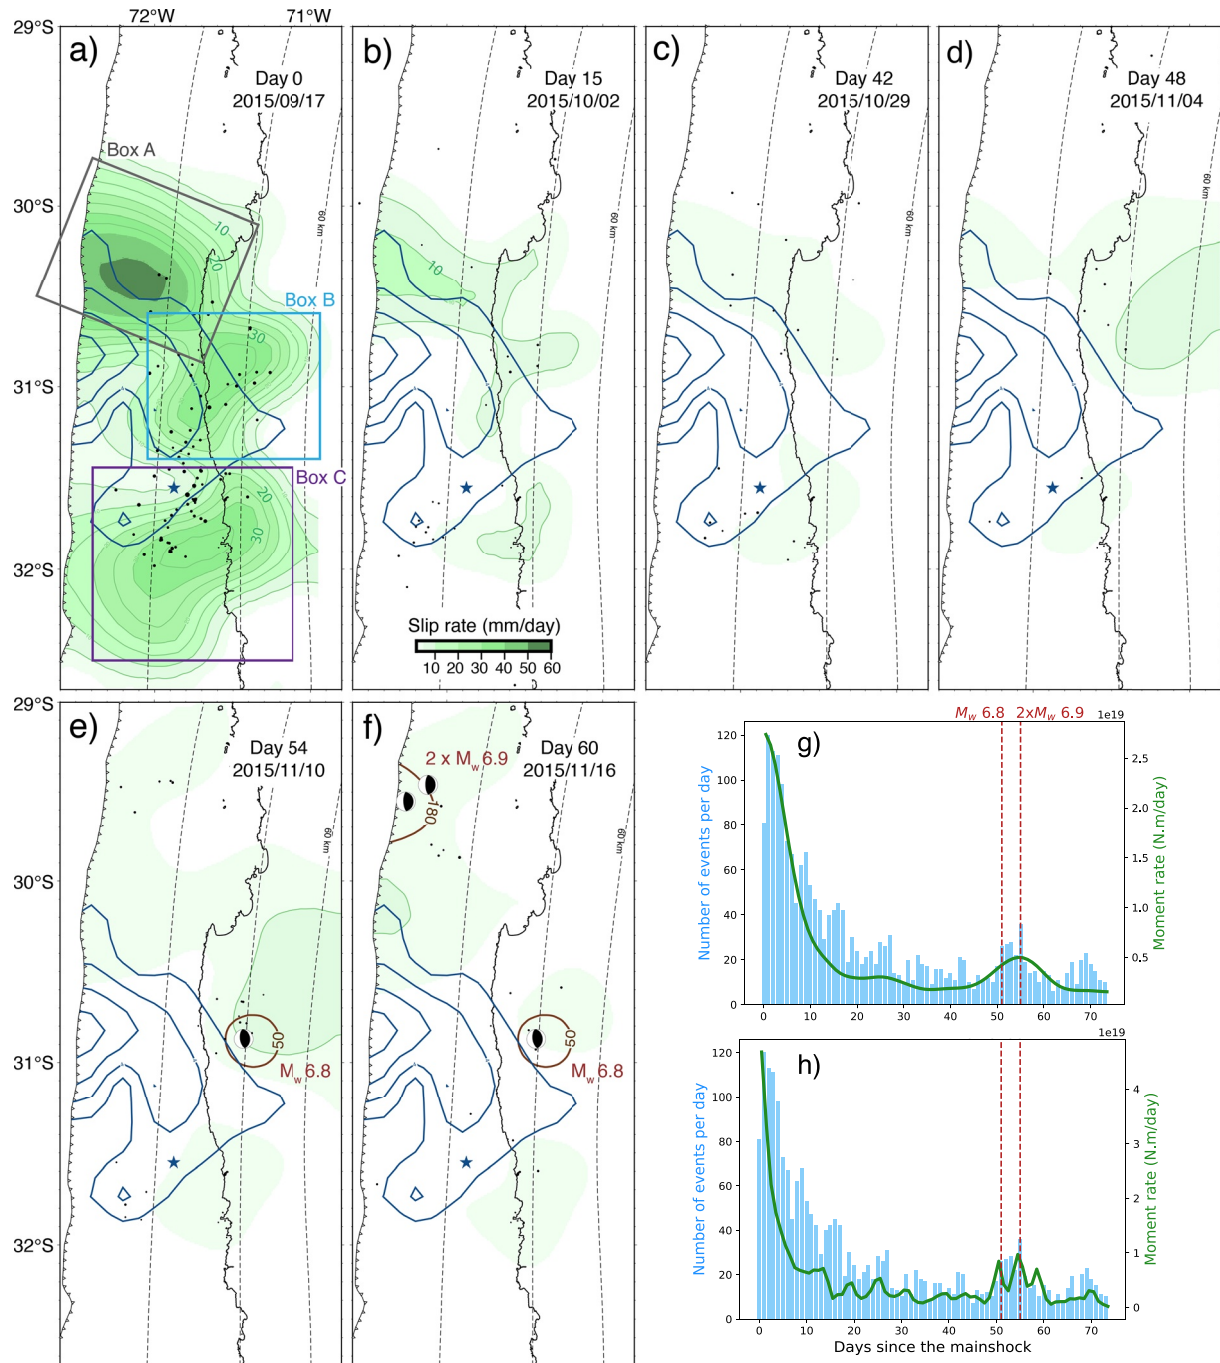 72°W 71°W
29°S
a)
Day 0
2015/09/17
Box A
30°S
10
20
60 km
Box B
30
31°S
Box C
20
30
32°S
b)
Day 15
2015/10/02
10
60 km
Slip rate (mm/day)
10 20 30 40 50 60
c)
Day 42
2015/10/29
60 km
d)
Day 48
2015/11/04
60 km
29°S
e)
Day 54
2015/11/10
30°S
60 km
50
31°S
Mw 6.8
32°S
f)
Day 60
2015/11/16
2 x Mw 6.9
180
60 km
50
Mw 6.8
Mw 6.8 2xMw 6.9 1e19
g)
Number of events per day
0 20 40 60 80 100 120
Moment rate (N.m/day)
0.5 1.0 1.5 2.0 2.5
0 10 20 30 40 50 60 70
1e19
h)
Number of events per day
0 20 40 60 80 100 120
Moment rate (N.m/day)
0 1 2 3 4
0 10 20 30 40 50 60 70
Days since the mainshock